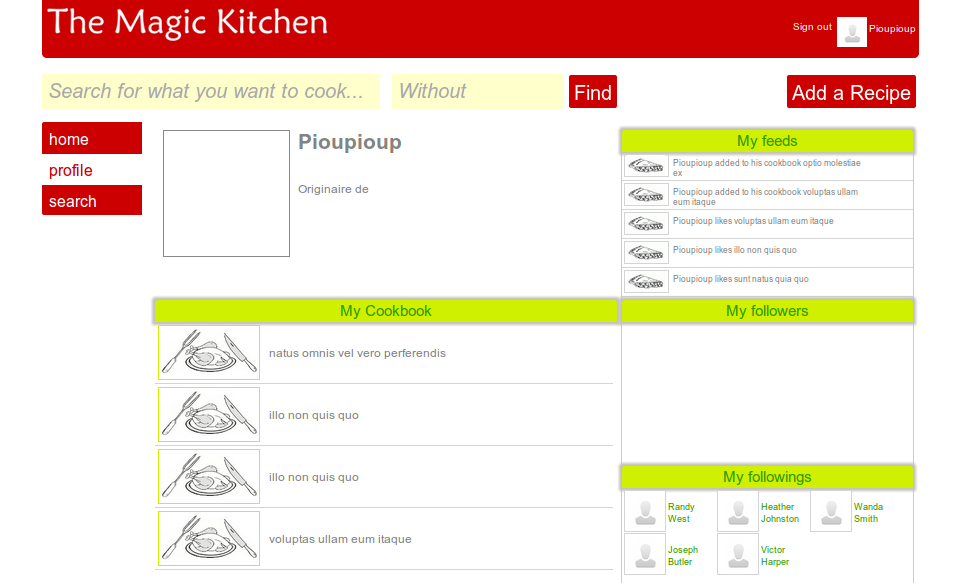 The Magic Kitchen
Sign out
Pioupioup
Search for what you want to cook...
Without
Find
Add a Recipe
home
profile
search
Pioupioup
Originaire de
My feeds
Pioupioup added to his cookbook optio molestiae
ex
Pioupioup added to his cookbook voluptas ullam
eum itaque
Pioupioup likes voluptas ullam eum itaque
Pioupioup likes illo non quis quo
Pioupioup likes sunt natus quia quo
My Cookbook
natus omnis vel vero perferendis
illo non quis quo
illo non quis quo
voluptas ullam eum itaque
My followers
My followings
Randy
West
Heather
Johnston
Wanda
Smith
Joseph
Butler
Victor
Harper